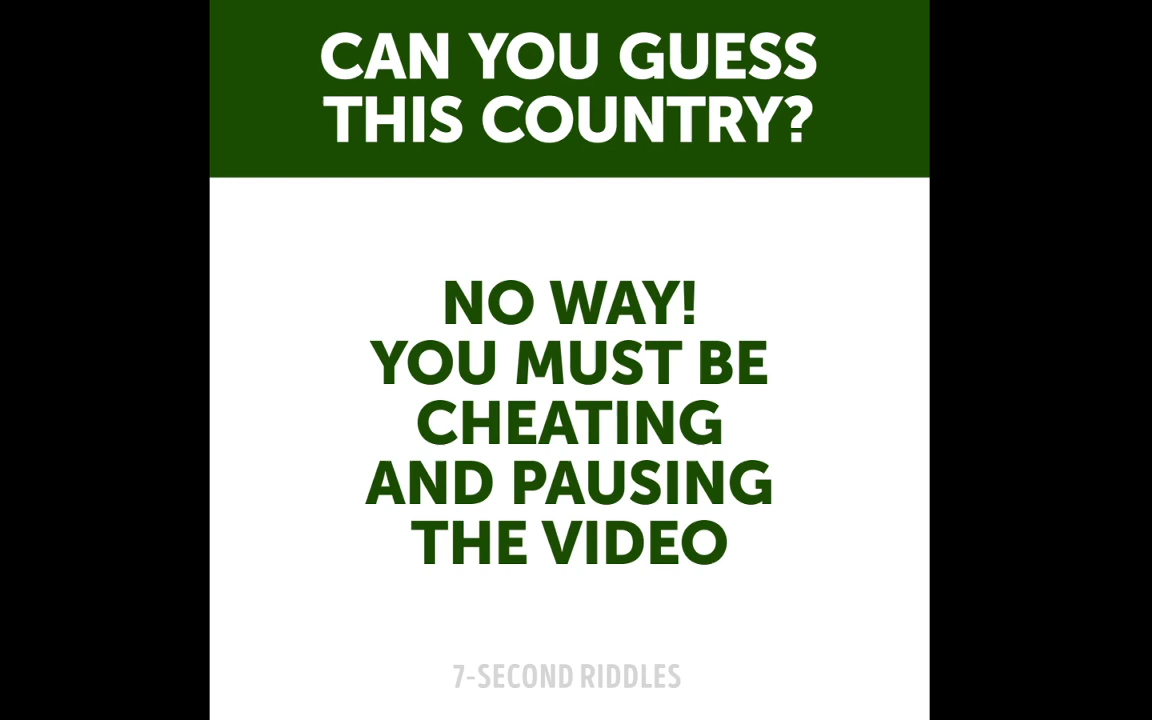 CAN YOU GUESS
THIS COUNTRY?
NO WAY!
YOU MUST BE
CHEATING
AND PAUSING
THE VIDEO
7-SECOND RIDDLES